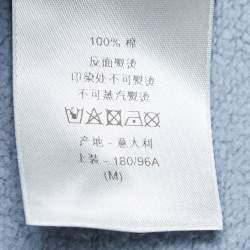 100% 棉
反面熨烫
印染处不可熨烫
不可蒸汽熨烫
产地 - 意大利
上装 - 180/96A
(M)